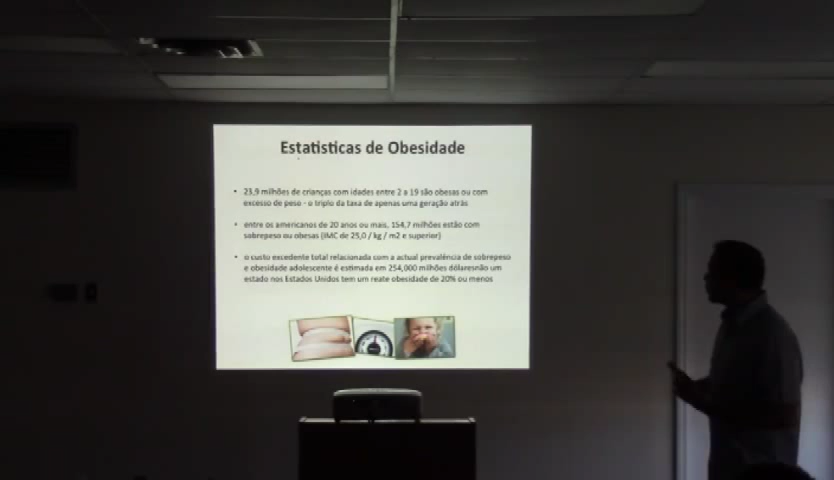 Estatísticas de Obesidade
• 23,9 milhões de crianças com idades entre 2 a 19 são obesas ou com
excesso de peso - o triplo da taxa de apenas uma geração atrás
• entre os americanos de 20 anos ou mais, 154,7 milhões estão com
sobrepeso ou obesas (IMC de 25,0 / kg / m2 e superior)
• o custo excedente total relacionada com a actual prevalência de sobrepeso
e obesidade adolescente é estimada em 254,000 milhões dólaresnão um
estado nos Estados Unidos tem um reate obesidade de 20% ou menos